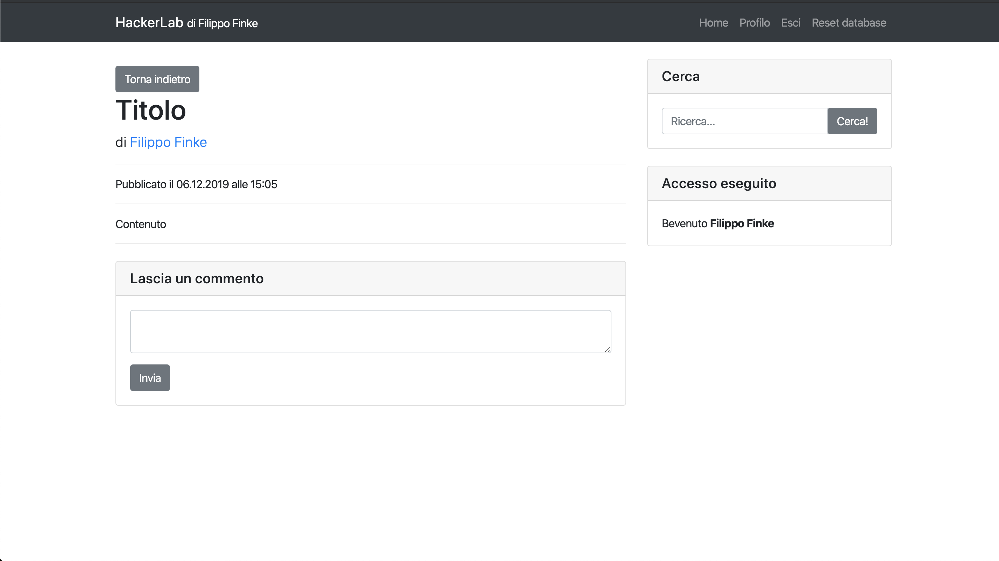 HackerLab di Filippo Finke
Home Profilo Esci Reset database
Torna indietro
Titolo
di Filippo Finke
Pubblicato il 06.12.2019 alle 15:05
Contenuto
Lascia un commento
Invia
Cerca
Ricerca... Cerca!
Accesso eseguito
Bevenuto Filippo Finke